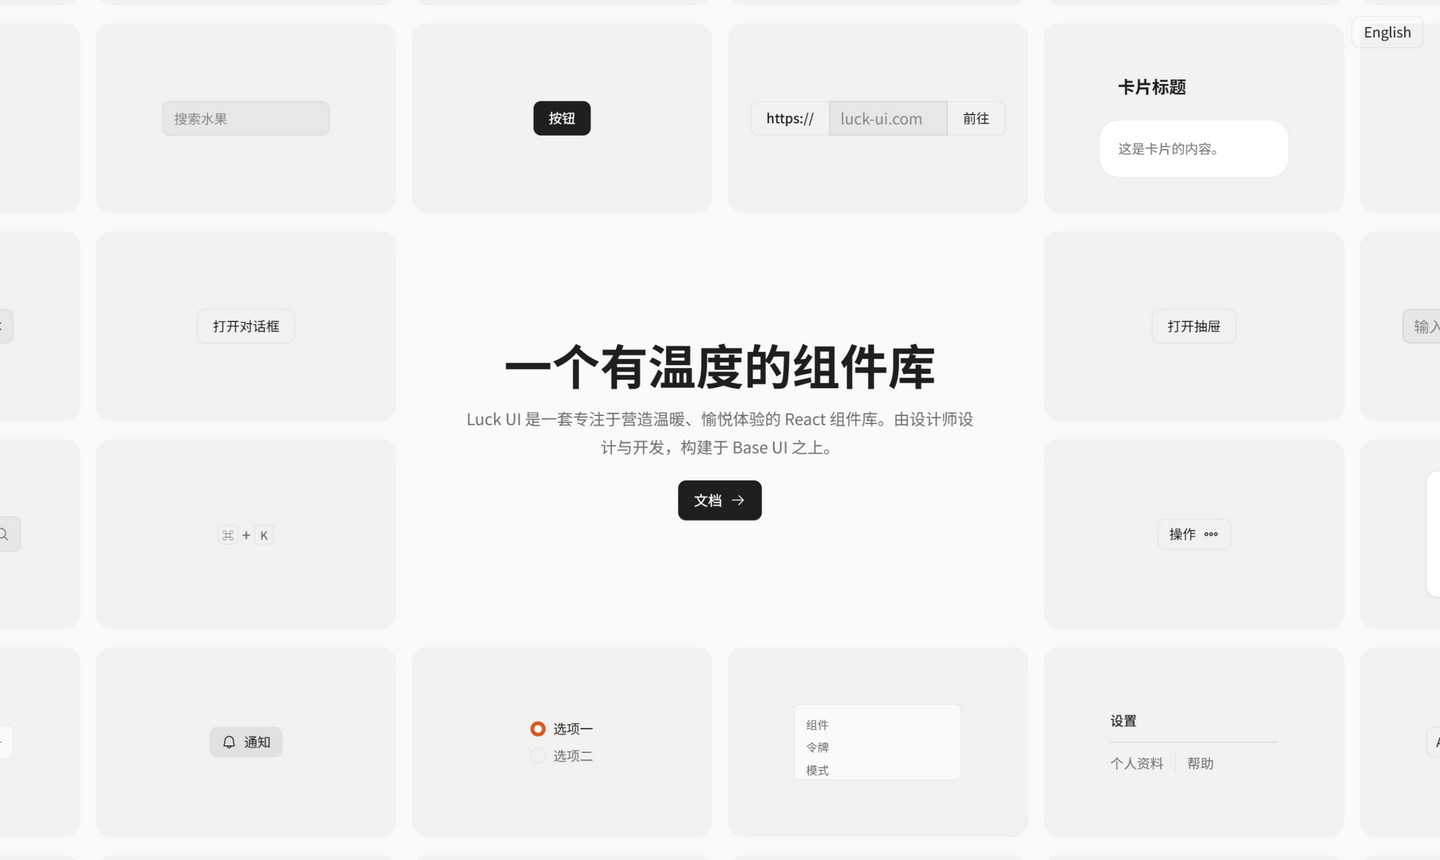 English
搜索水果
按钮
https://
luck-ui.com
前往
卡片标题
这是卡片的内容。
打开对话框
打开抽屉
输入
一个有温度的组件库
Luck UI 是一套专注于营造温暖、愉悦体验的 React 组件库。由设计师设
计与开发，构建于 Base UI 之上。
文档 →
⌘ + K
操作
通知
选项一
选项二
组件
令牌
模式
设置
个人资料
帮助